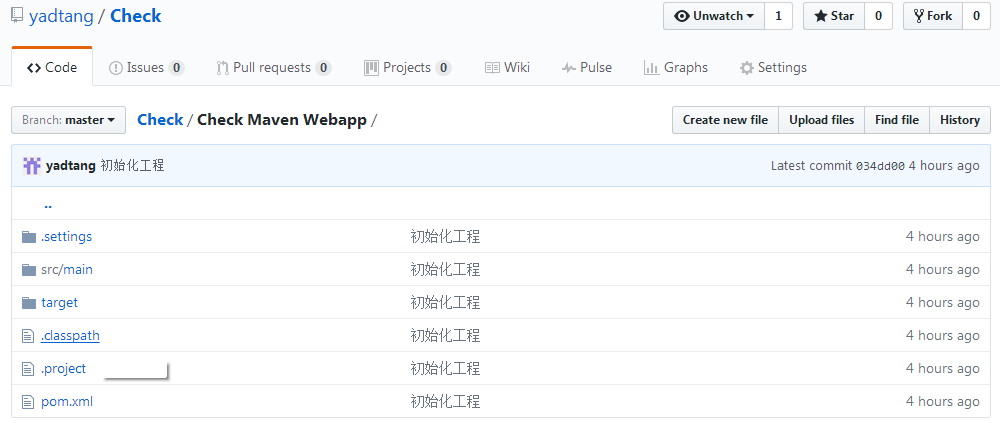 yadtang / Check Unwatch 1 Star 0 Fork 0
Code Issues 0 Pull requests 0 Projects 0 Wiki Pulse Graphs Settings
Branch: master Check / Check Maven Webapp / Create new file Upload files Find file History
yadtang 初始化工程 Latest commit 034dd00 4 hours ago
..
.settings 初始化工程 4 hours ago
src/main 初始化工程 4 hours ago
target 初始化工程 4 hours ago
.classpath 初始化工程 4 hours ago
.project 初始化工程 4 hours ago
pom.xml 初始化工程 4 hours ago